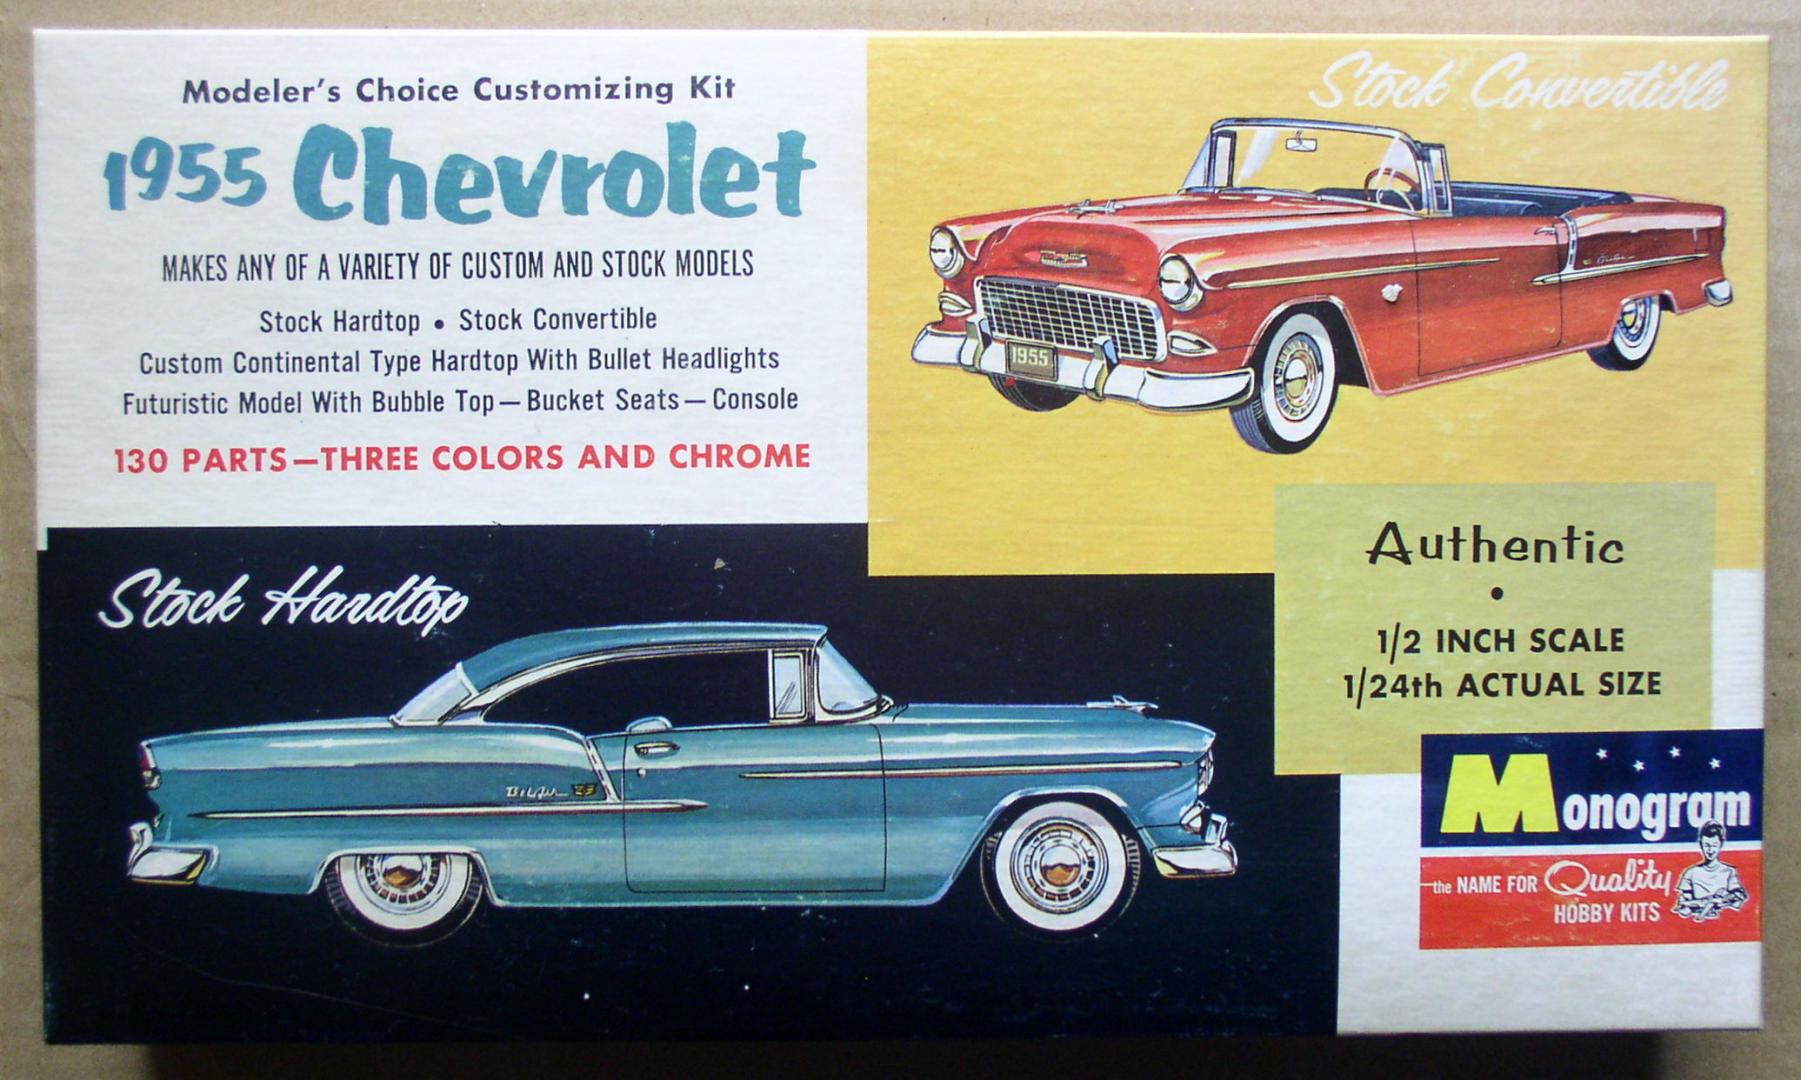 Modeler's Choice Customizing Kit
1955 Chevrolet
MAKES ANY OF A VARIETY OF CUSTOM AND STOCK MODELS
Stock Hardtop • Stock Convertible
Custom Continental Type Hardtop With Bullet Headlights
Futuristic Model With Bubble Top—Bucket Seats—Console
130 PARTS—THREE COLORS AND CHROME
Stock Convertible
1955
Stock Hardtop
BelAir
Authentic
•
1/2 INCH SCALE
1/24th ACTUAL SIZE
Monogram
the NAME FOR Quality
HOBBY KITS